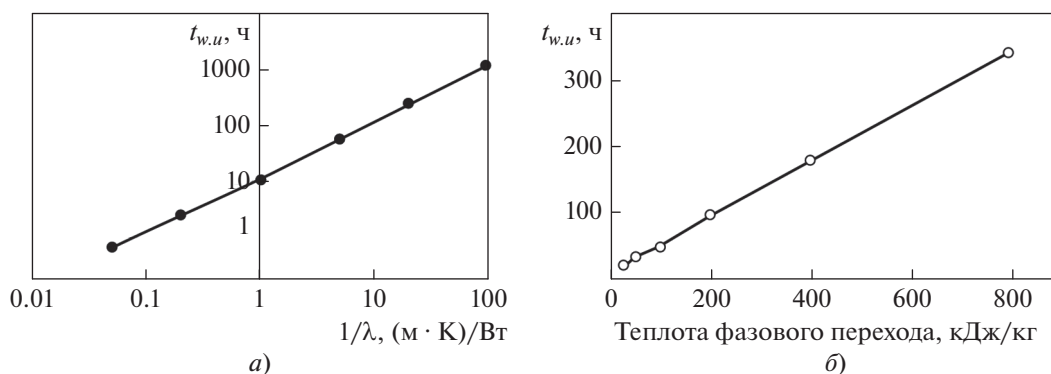 t_{w.u}, ч
1000
100
10
1
0.01 0.1 1 10 100
1/λ, (м · K)/Вт
а)
t_{w.u}, ч
300
200
100
0 200 400 600 800
Теплота фазового перехода, кДж/кг
б)